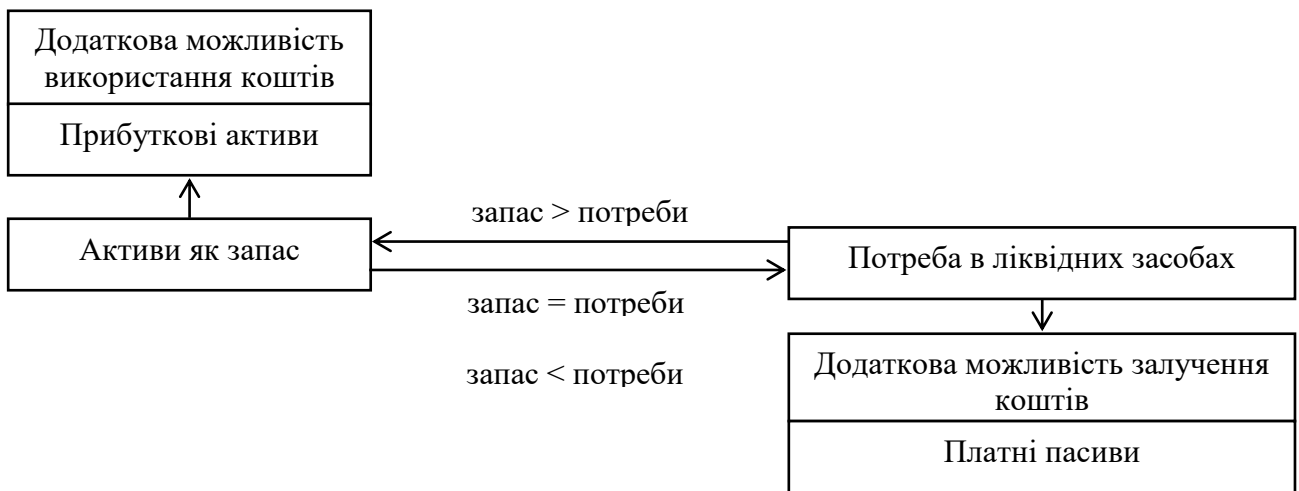 Додаткова можливість
використання коштів
Прибуткові активи
Активи як запас
запас > потреби
запас = потреби
запас < потреби
Потреба в ліквідних засобах
Додаткова можливість залучення
коштів
Платні пасиви